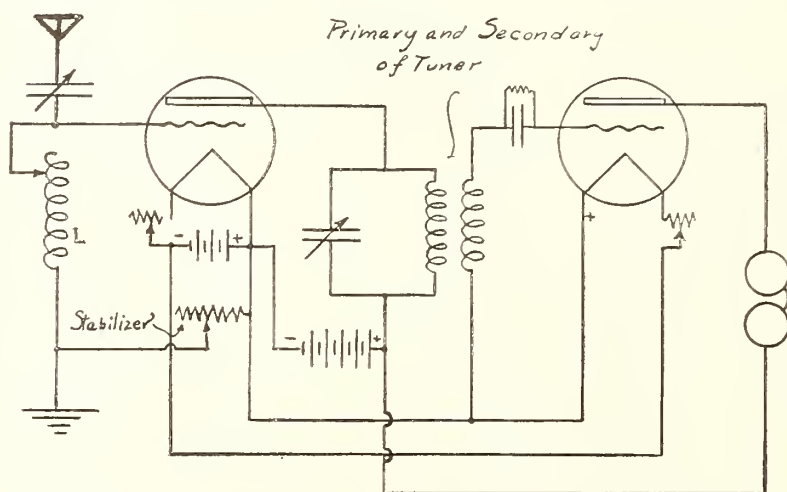 Primary and Secondary
of Tuner
L
- +
Stabilizer
- +
+